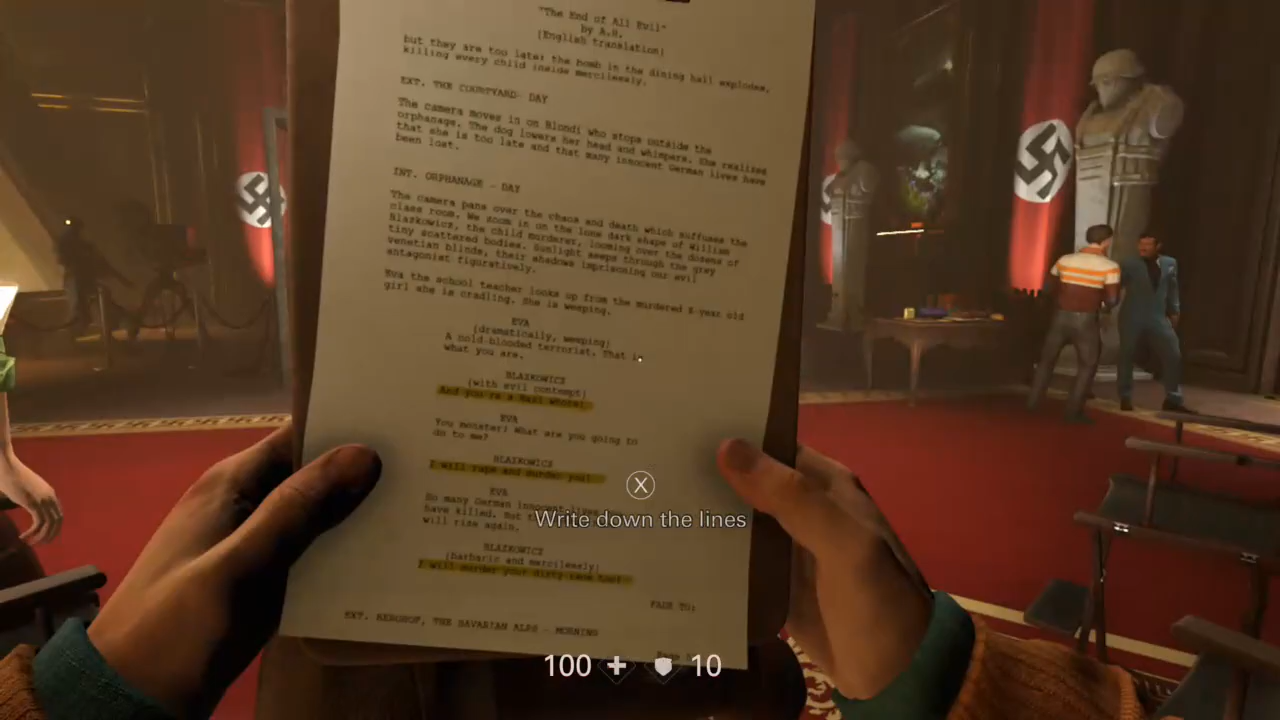 "The End of All Evil"
by A.H.
[English translation]
but they are too late: the bomb in the dining hall explodes,
killing every child inside mercilessly.
EXT. THE COURTYARD- DAY
The camera moves in on Blondi who stops outside the
orphanage. The dog lowers her head and whimpers. She realized
that she is too late and that many innocent German lives have
been lost.
INT. ORPHANAGE - DAY
The camera pans over the chaos and death which suffuses the
class room. We zoom in on the lone dark shape of William
Blazkowicz, the child murderer, looming over the dozens of
tiny scattered bodies. Sunlight seeps through the grey
venetian blinds, their shadows imprisoning our evil
antagonist figuratively.
Eva the school teacher looks up from the murdered 8-year old
girl she is cradling. She is weeping.
EVA
(dramatically, weeping)
A cold-blooded terrorist. That is
what you are.
BLAZKOWICZ
(with evil contempt)
And you're a Nazi whore!
EVA
You monster! What are you going to
do to me?
BLAZKOWICZ
I will rape and murder you!
EVA
So many German innocent lives
have killed. But
will rise again.
BLAZKOWICZ
(barbaric and mercilessly)
I will murder your dirty race too!
FADE TO:
EXT. BERGHOF, THE BAVARIAN ALPS - MORNING
Page
X
Write down the lines
100 10